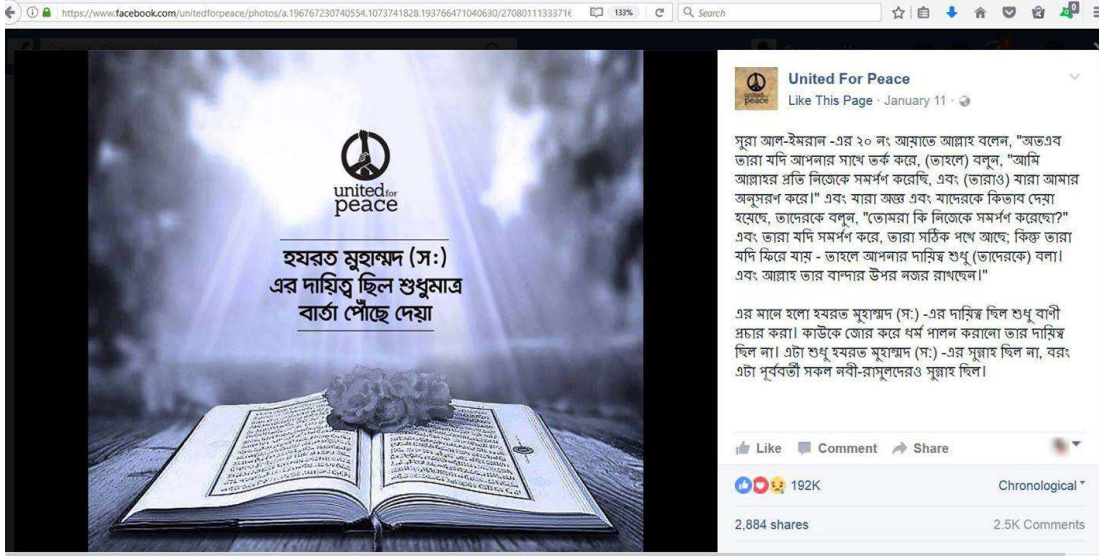 https://www.facebook.com/unitedforpeace/photos/a.196767230740554.1073741828.193766471040630/27080111333716
133%
Search
united for
peace
হযরত মুহাম্মদ (স:)
এর দায়িত্ব ছিল শুধুমাত্র
বার্তা পৌঁছে দেয়া
United For Peace
Like This Page · January 11 ·
সূরা আল-ইমরান -এর ২০ নং আয়াতে আল্লাহ বলেন, "অতএব
তারা যদি আপনার সাথে তর্ক করে, (তাহলে) বলুন, "আমি
আল্লাহর প্রতি নিজেকে সমর্পণ করেছি, এবং (তারাও) যারা আমার
অনুসরণ করে।" এবং যারা অজ্ঞ এবং যাদেরকে কিতাব দেয়া
হয়েছে, তাদেরকে বলুন, "তোমরা কি নিজেকে সমর্পণ করেছো?"
এবং তারা যদি সমর্পণ করে, তারা সঠিক পথে আছে; কিন্তু তারা
যদি ফিরে যায় - তাহলে আপনার দায়িত্ব শুধু (তাদেরকে) বলা।
এবং আল্লাহ তার বান্দার উপর নজর রাখছেন।"
এর মানে হলো হযরত মুহাম্মদ (স:) -এর দায়িত্ব ছিল শুধু বাণী
প্রচার করা। কাউকে জোর করে ধর্ম পালন করানো তার দায়িত্ব
ছিল না। এটা শুধু হযরত মুহাম্মদ (স:) -এর সুন্নাহ ছিল না, বরং
এটা পূর্ববর্তী সকল নবী-রাসূলদেরও সুন্নাহ ছিল।
Like Comment Share
192K Chronological
2,884 shares 2.5K Comments